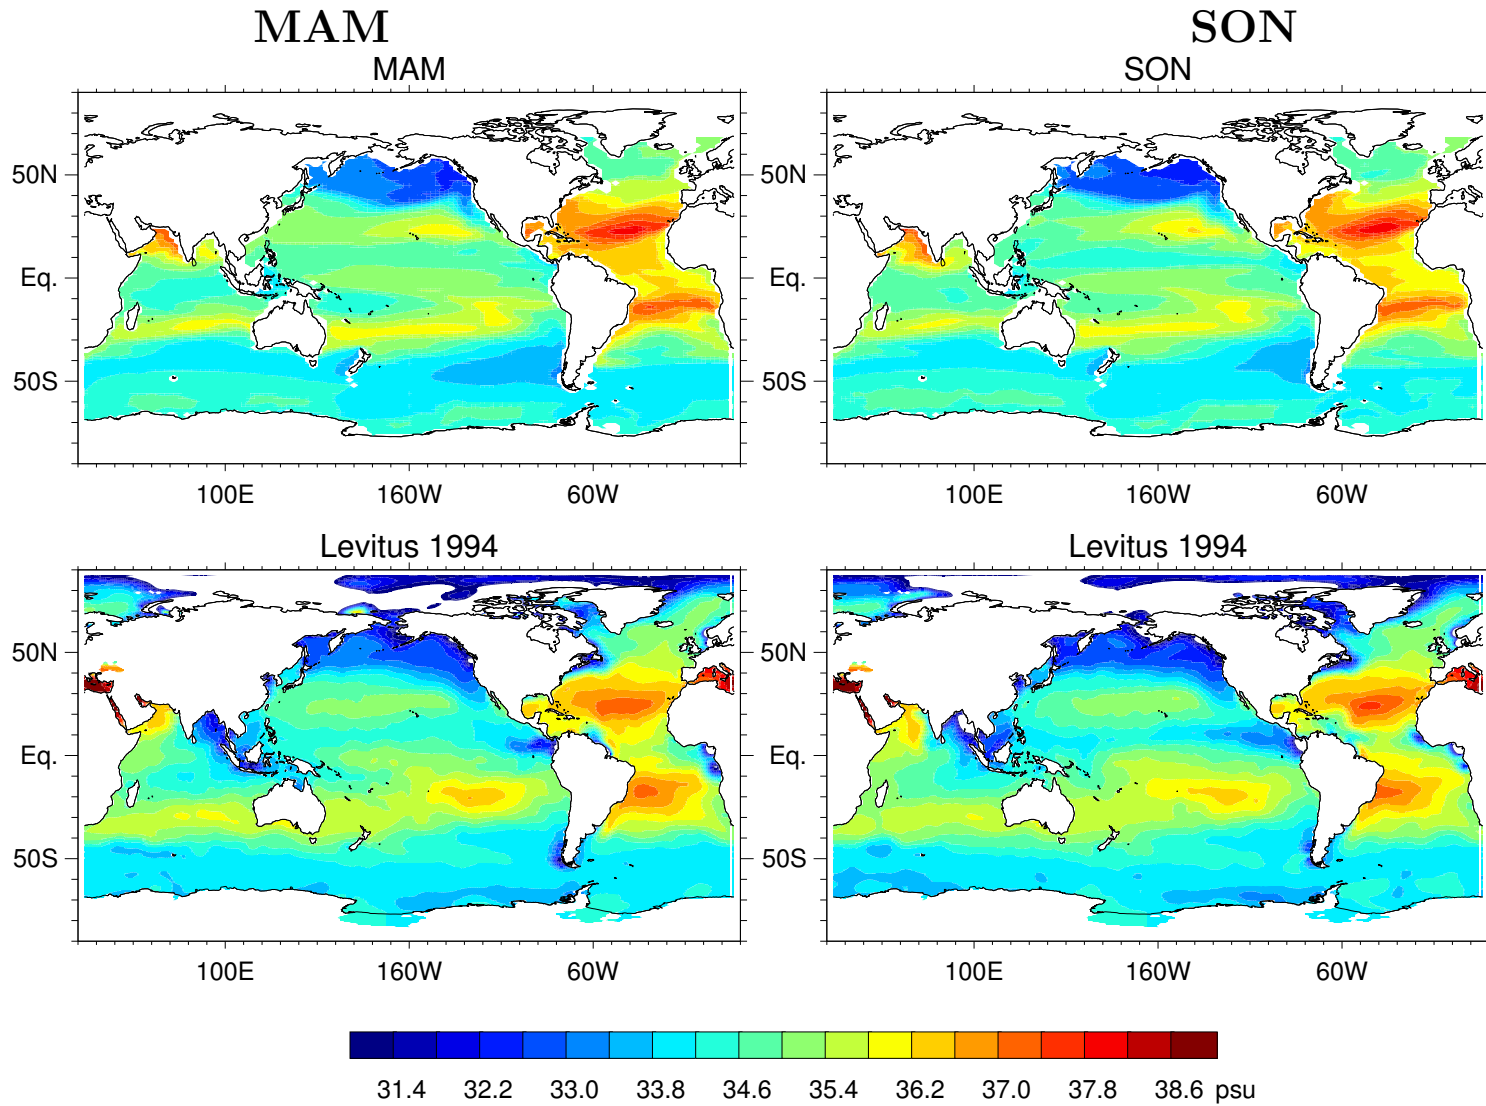 MAM SON
MAM SON
50N 50N
Eq. Eq.
50S 50S
100E 160W 60W 100E 160W 60W
Levitus 1994 Levitus 1994
50N 50N
Eq. Eq.
50S 50S
100E 160W 60W 100E 160W 60W
31.4 32.2 33.0 33.8 34.6 35.4 36.2 37.0 37.8 38.6 psu